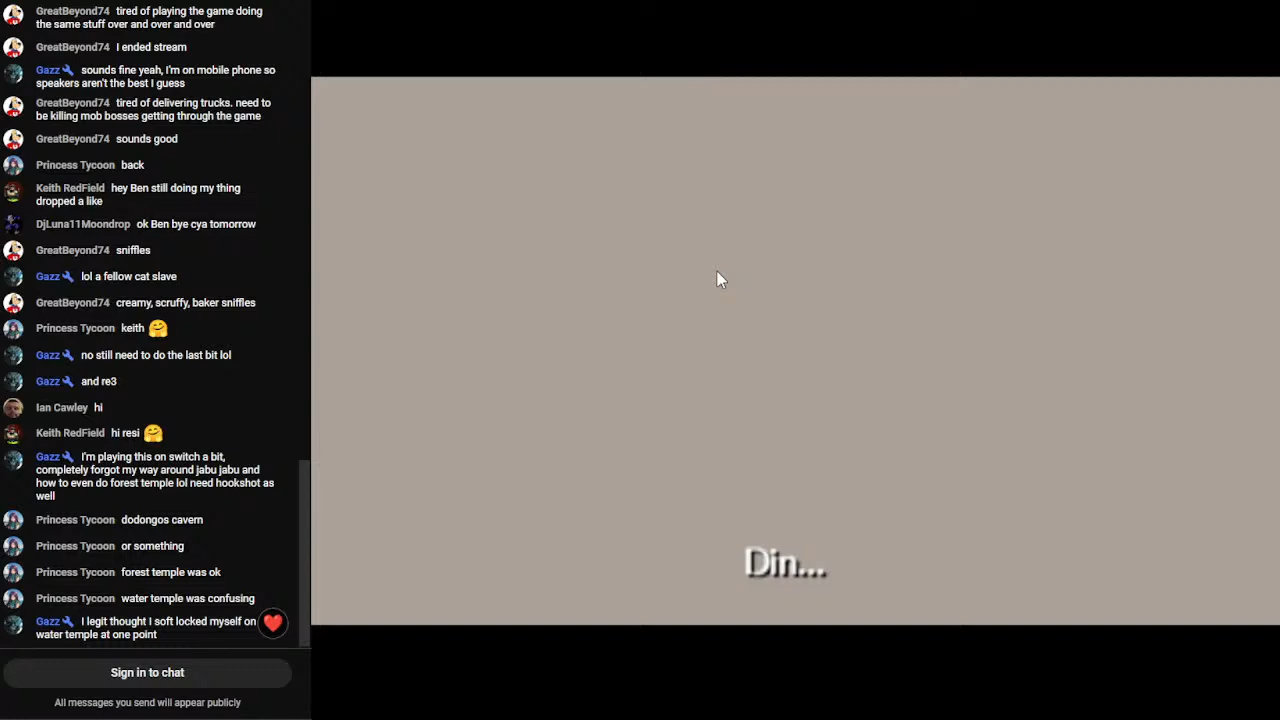 GreatBeyond74 tired of playing the game doing
the same stuff over and over and over
GreatBeyond74 I ended stream
Gazz sounds fine yeah, I'm on mobile phone so
speakers aren't the best I guess
GreatBeyond74 tired of delivering trucks. need to
be killing mob bosses getting through the game
GreatBeyond74 sounds good
Princess Tycoon back
Keith RedField hey Ben still doing my thing
dropped a like
DjLuna11Moondrop ok Ben bye cya tomorrow
GreatBeyond74 sniffles
Gazz lol a fellow cat slave
GreatBeyond74 creamy, scruffy, baker sniffles
Princess Tycoon keith 🤗
Gazz no still need to do the last bit lol
Gazz and re3
Ian Cawley hi
Keith RedField hi resi 🤗
Gazz I'm playing this on switch a bit,
completely forgot my way around jabu jabu and
how to even do forest temple lol need hookshot as
well
Princess Tycoon dodongos cavern
Princess Tycoon or something
Princess Tycoon forest temple was ok
Princess Tycoon water temple was confusing
Gazz I legit thought I soft locked myself on
water temple at one point
Sign in to chat
All messages you send will appear publicly
Din...